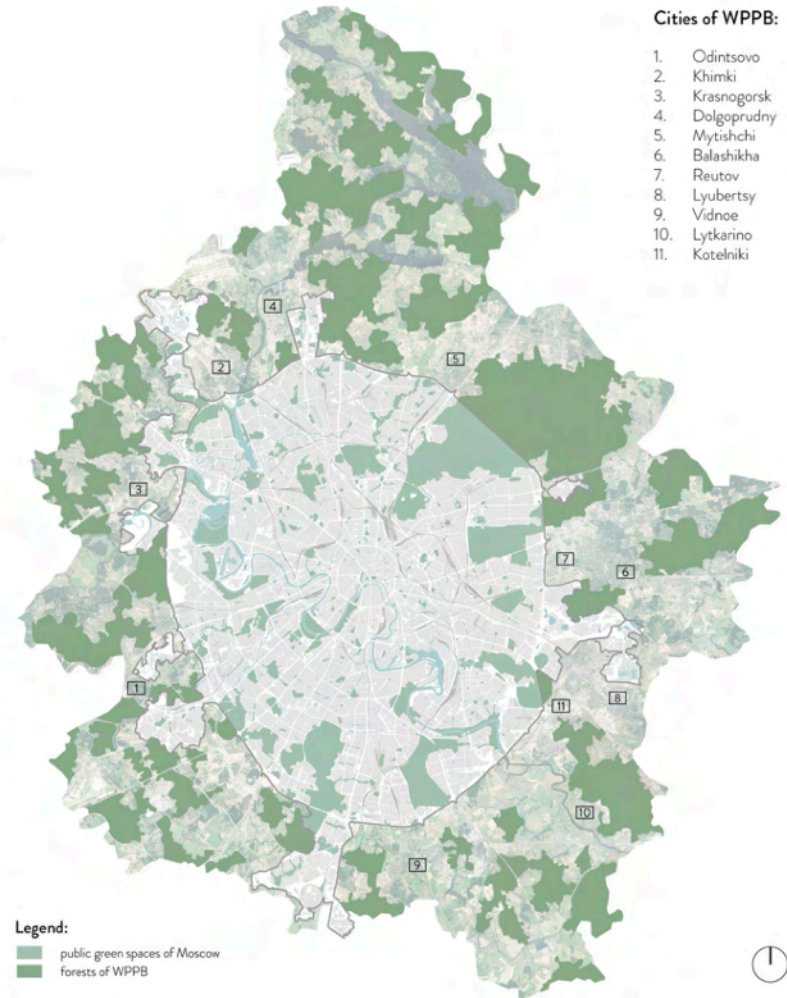 Cities of WPPB:
1. Odintsovo
2. Khimki
3. Krasnogorsk
4. Dolgoprudny
5. Mytishchi
6. Balashikha
7. Reutov
8. Lyubertsy
9. Vidnoe
10. Lytkarino
11. Kotelniki
4
5
2
3
7
6
1
8
11
10
9
Legend:
public green spaces of Moscow
forests of WPPB